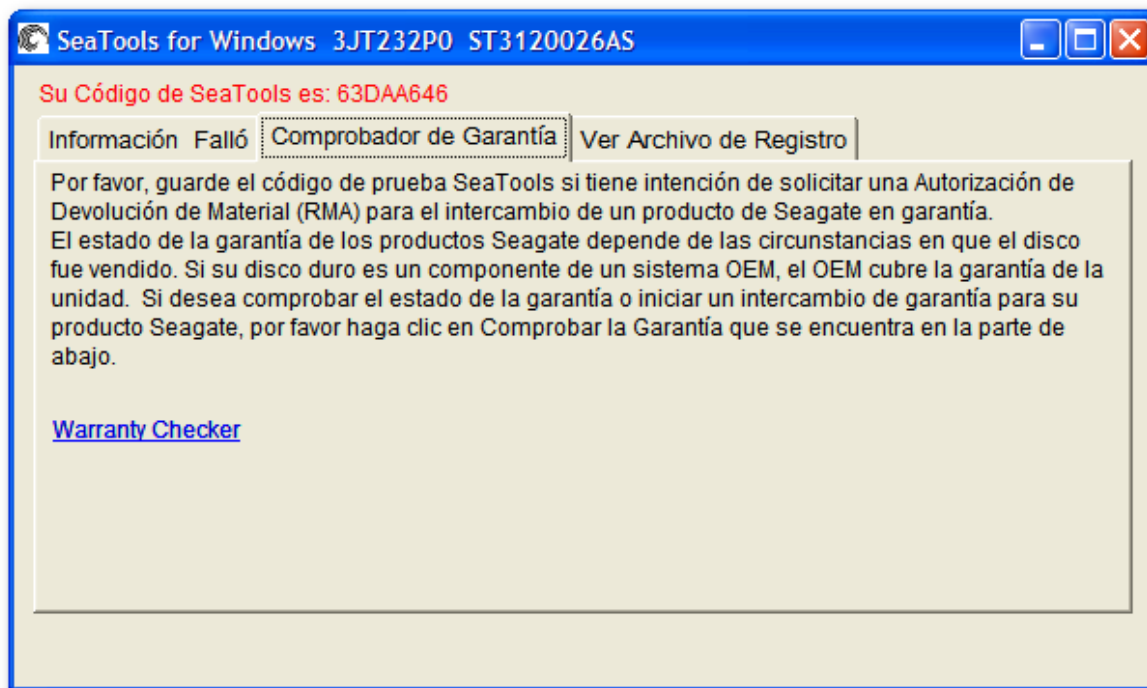 SeaTools for Windows 3JT232P0 ST3120026AS
Su Código de SeaTools es: 63DAA646
Información Falló Comprobador de Garantía Ver Archivo de Registro
Por favor, guarde el código de prueba SeaTools si tiene intención de solicitar una Autorización de
Devolución de Material (RMA) para el intercambio de un producto de Seagate en garantía.
El estado de la garantía de los productos Seagate depende de las circunstancias en que el disco
fue vendido. Si su disco duro es un componente de un sistema OEM, el OEM cubre la garantía de la
unidad. Si desea comprobar el estado de la garantía o iniciar un intercambio de garantía para su
producto Seagate, por favor haga clic en Comprobar la Garantía que se encuentra en la parte de
abajo.
Warranty Checker